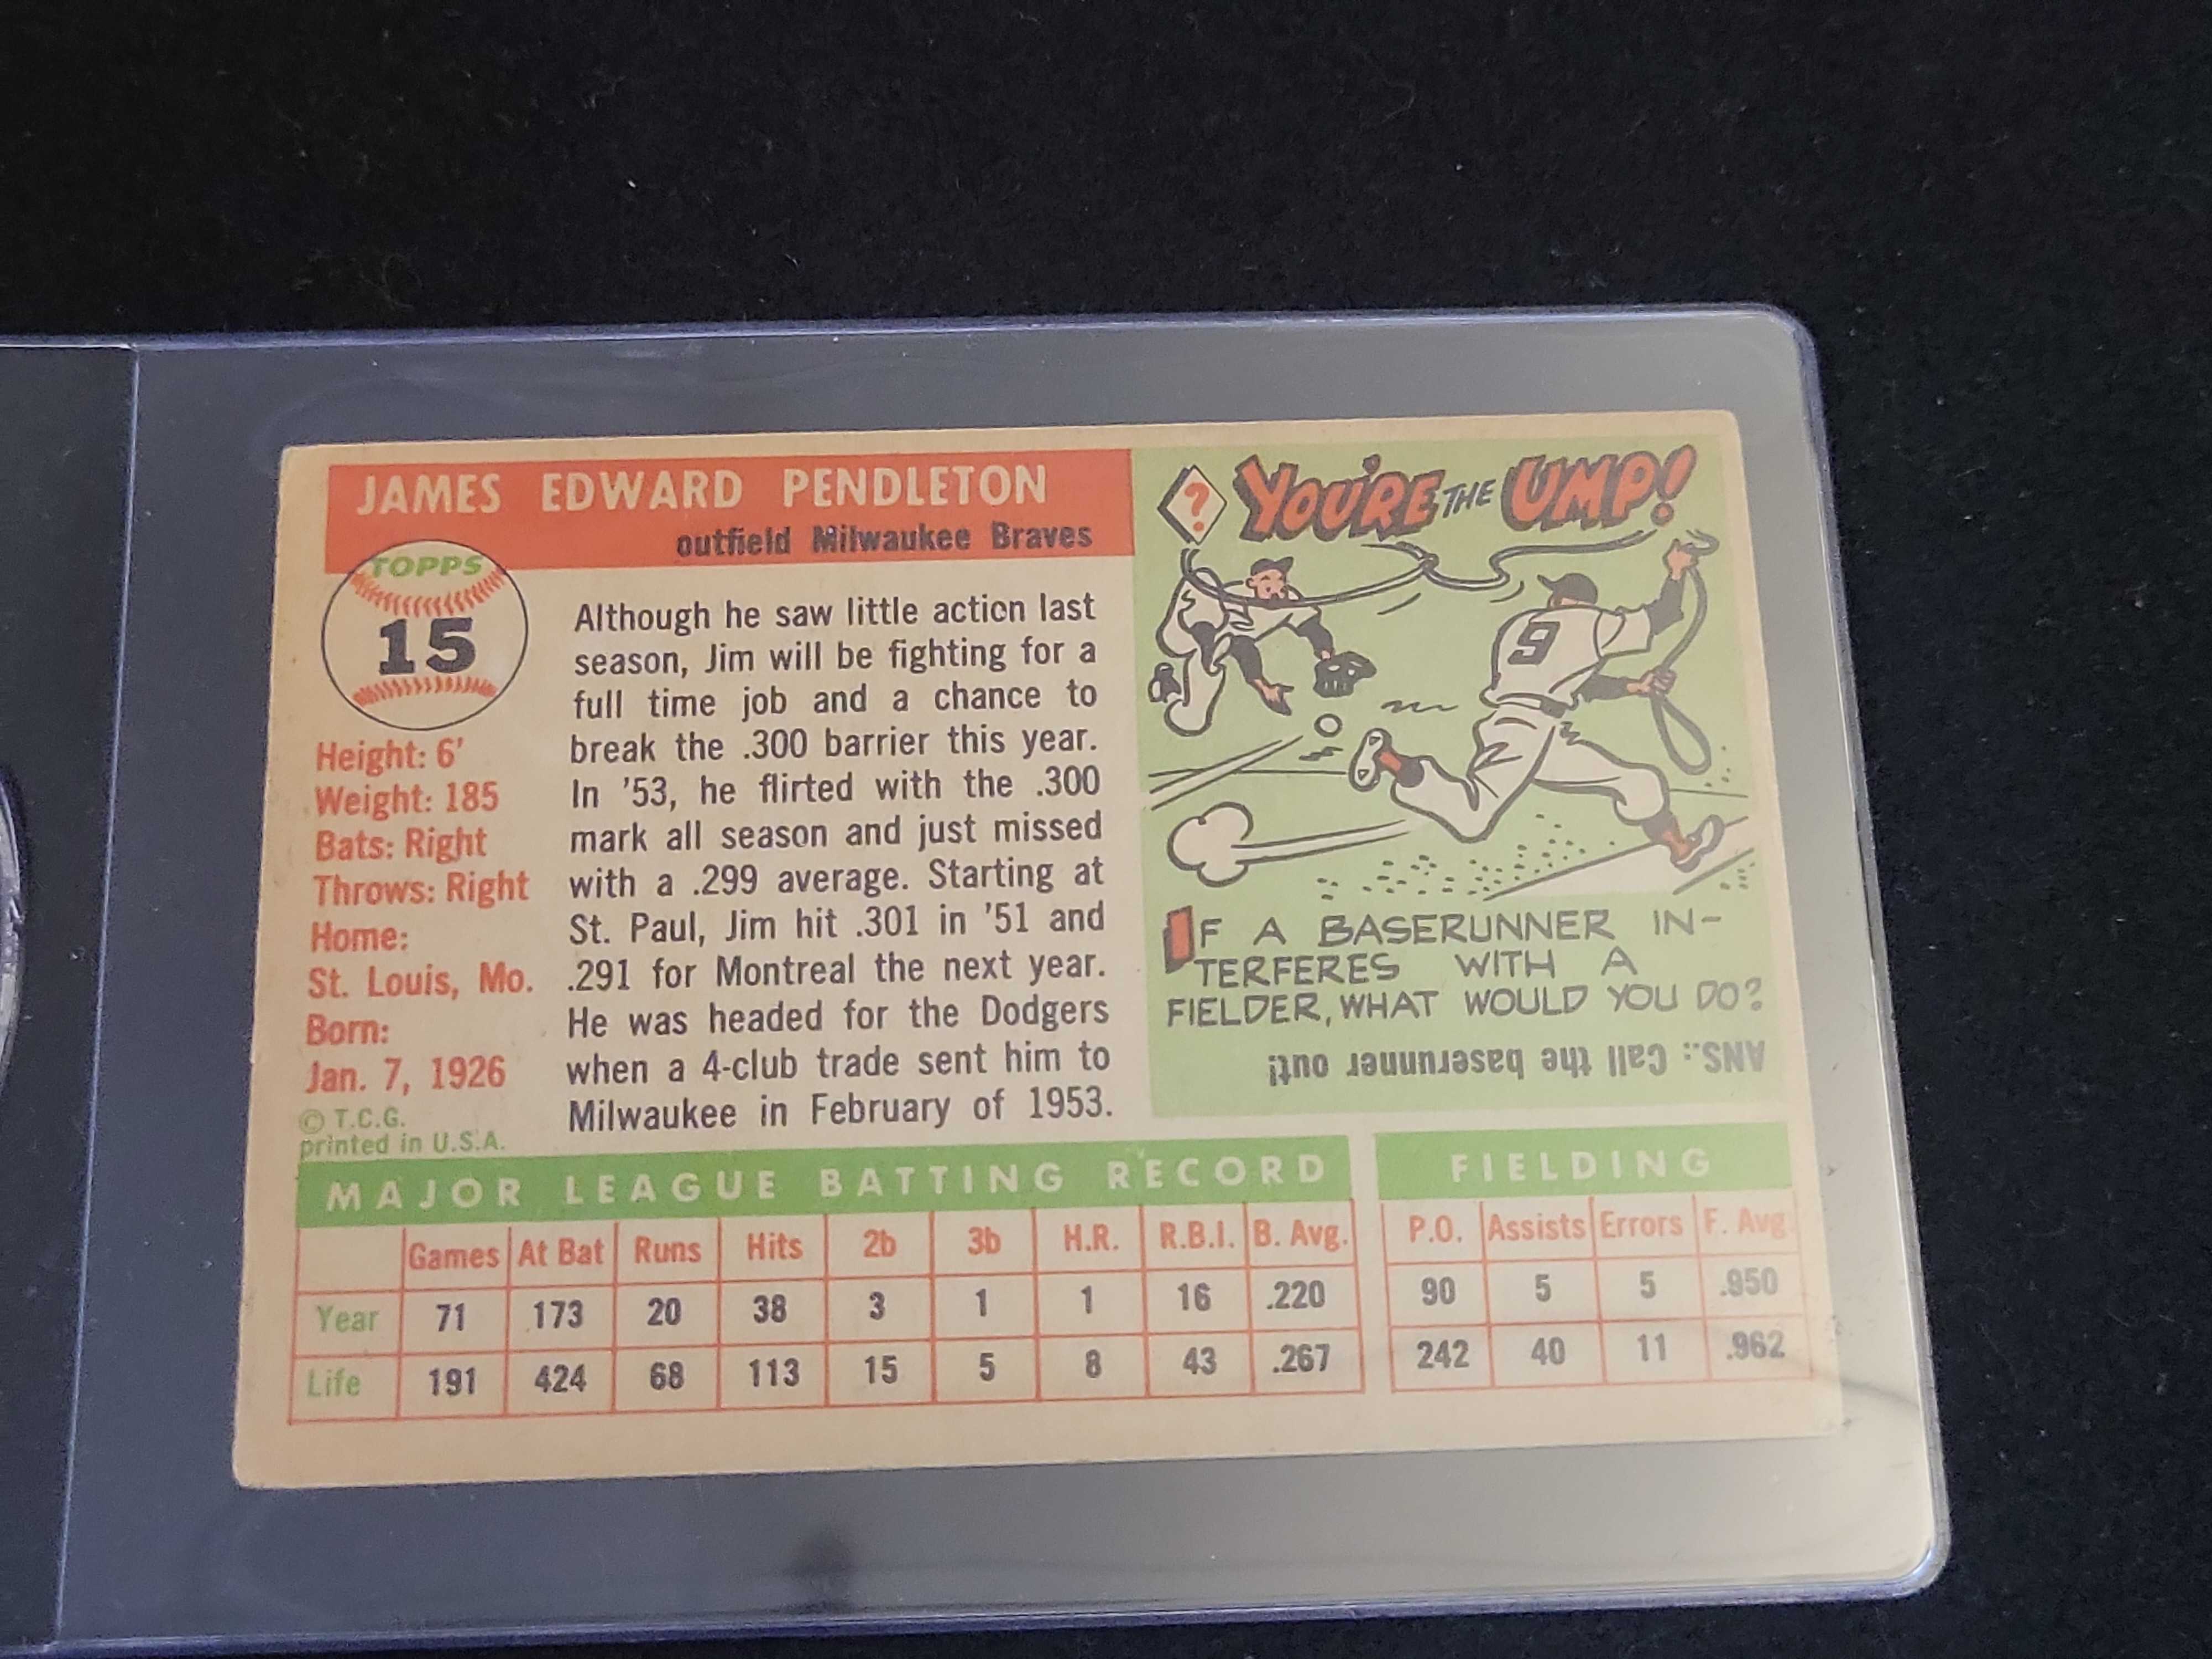 JAMES EDWARD PENDLETON
outfield Milwaukee Braves
TOPPS
15
Height: 6'
Weight: 185
Bats: Right
Throws: Right
Home:
St. Louis, Mo.
Born:
Jan. 7, 1926
© T.C.G.
printed in U.S.A.
Although he saw little action last
season, Jim will be fighting for a
full time job and a chance to
break the .300 barrier this year.
In '53, he flirted with the .300
mark all season and just missed
with a .299 average. Starting at
St. Paul, Jim hit .301 in '51 and
.291 for Montreal the next year.
He was headed for the Dodgers
when a 4-club trade sent him to
Milwaukee in February of 1953.
? YOU'RE THE UMP!
9
IF A BASERUNNER IN-
TERFERES WITH A
FIELDER, WHAT WOULD YOU DO?
ANS.: Call the baserunner out!
MAJOR LEAGUE BATTING RECORD
Games At Bat Runs Hits 2b 3b H.R. R.B.I. B. Avg.
Year 71 173 20 38 3 1 1 16 .220
Life 191 424 68 113 15 5 8 43 .267
FIELDING
P.O. Assists Errors F. Avg.
90 5 5 .950
242 40 11 .962